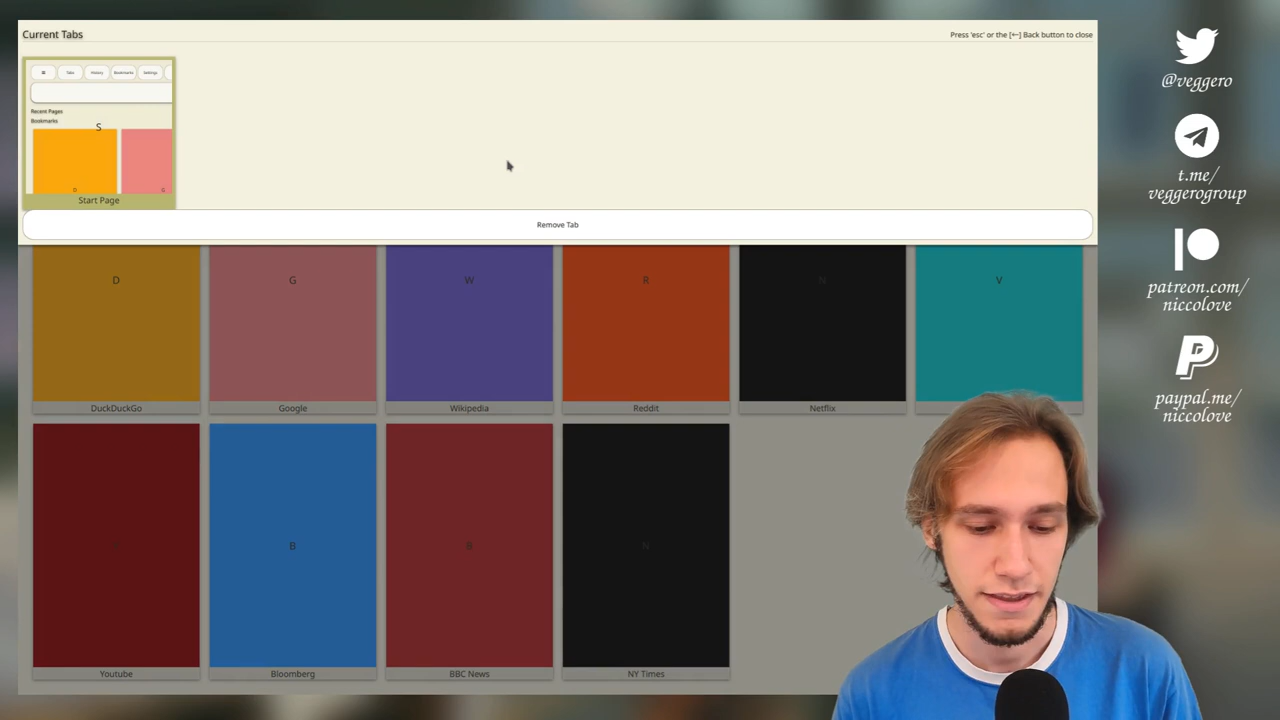 Current Tabs
Press 'esc' or the [←] Back button to close
Tabs
History
Bookmarks
Settings
Recent Pages
Bookmarks
S
D
G
Start Page
Remove Tab
D
G
W
R
N
V
DuckDuckGo
Google
Wikipedia
Reddit
Netflix
B
B
N
Youtube
Bloomberg
BBC News
NY Times
@veggero
t.me/
veggerogroup
patreon.com/
niccolove
paypal.me/
niccolove